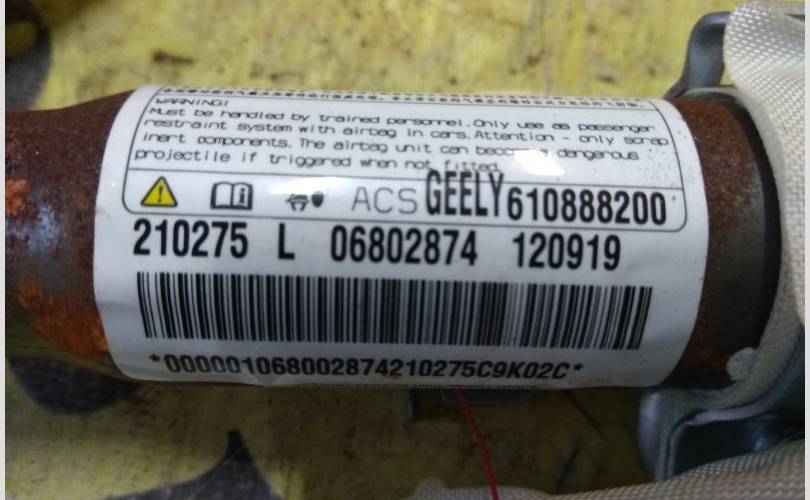 WARNING!
Must be handled by trained personnel.Only use as passenger
restraint system with airbag in cars.Attention - only scrap
inert components. The airbag unit can become a dangerous
projectile if triggered when not fitted.
ACS GEELY 610888200
210275 L 06802874 120919
*000001068002874210275C9K02C*